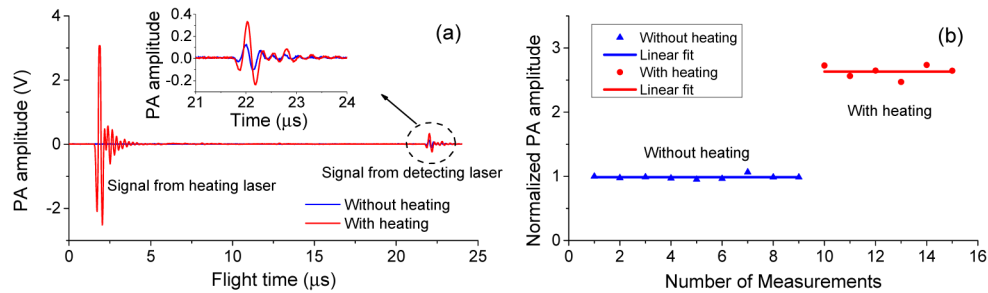 (a)
PA amplitude (V)
4
2
0
-2
0
5
10
15
20
25
Flight time (μs)
Signal from heating laser
Signal from detecting laser
Without heating
With heating
PA amplitude
0.4
0.2
0.0
-0.2
21
22
23
24
Time (μs)
(b)
Normalized PA amplitude
3
2
1
0
0
2
4
6
8
10
12
14
16
Number of Measurements
Without heating
Linear fit
With heating
Linear fit
With heating
Without heating